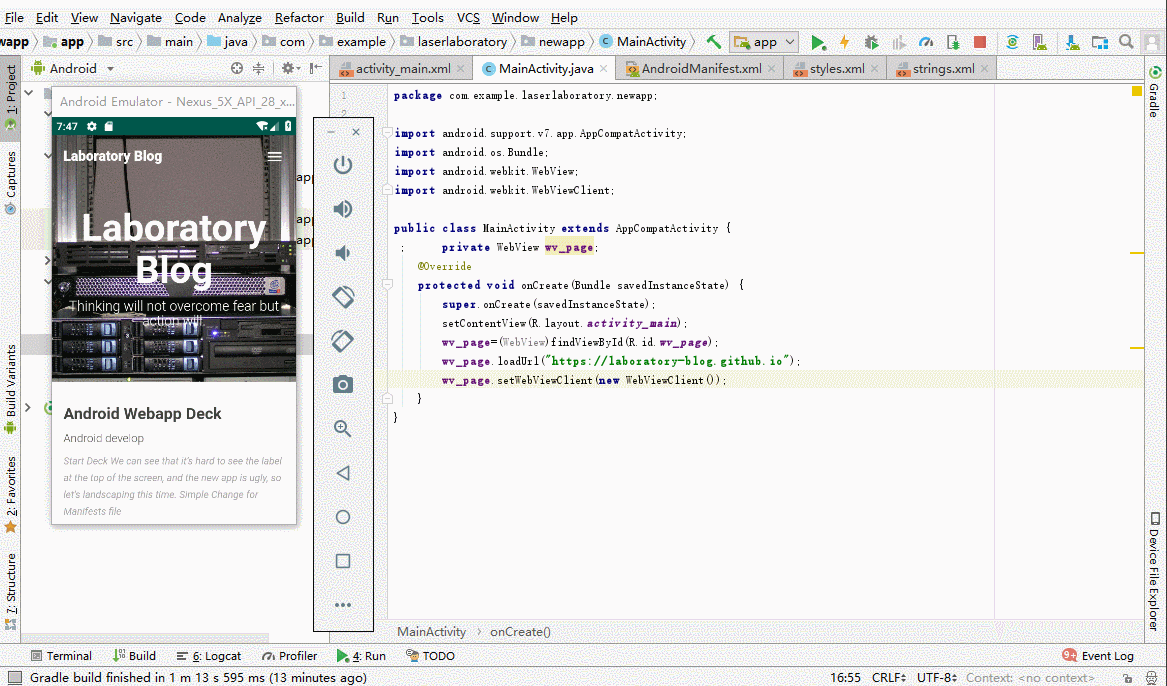 File Edit View Navigate Code Analyze Refactor Build Run Tools VCS Window Help
wapp app src main java com example laserlaboratory newapp MainActivity app
Android activity_main.xml MainActivity.java AndroidManifest.xml styles.xml strings.xml
1: Project
Captures
Build Variants
2: Favorites
7: Structure
Android Emulator - Nexus_5X_API_28_x...
7:47
Laboratory Blog
Laboratory
Blog
Thinking will not overcome fear but
action will
Android Webapp Deck
Android develop
Start Deck We can see that it's hard to see the label
at the top of the screen, and the new app is ugly, so
let's landscaping this time. Simple Change for
Manifests file
app
app
app
1
2
package com.example.laserlaboratory.newapp;
import android.support.v7.app.AppCompatActivity;
import android.os.Bundle;
import android.webkit.WebView;
import android.webkit.WebViewClient;
public class MainActivity extends AppCompatActivity {
; private WebView wv_page;
@Override
protected void onCreate(Bundle savedInstanceState) {
super.onCreate(savedInstanceState);
setContentView(R.layout.activity_main);
wv_page=(WebView)findViewById(R.id.wv_page);
wv_page.loadUrl("https://laboratory-blog.github.io");
wv_page.setWebViewClient(new WebViewClient());
}
}
MainActivity onCreate()
Gradle
Device File Explorer
Terminal Build 6: Logcat Profiler 4: Run TODO 9+ Event Log
Gradle build finished in 1 m 13 s 595 ms (13 minutes ago) 16:55 CRLF UTF-8 Context: <no context>